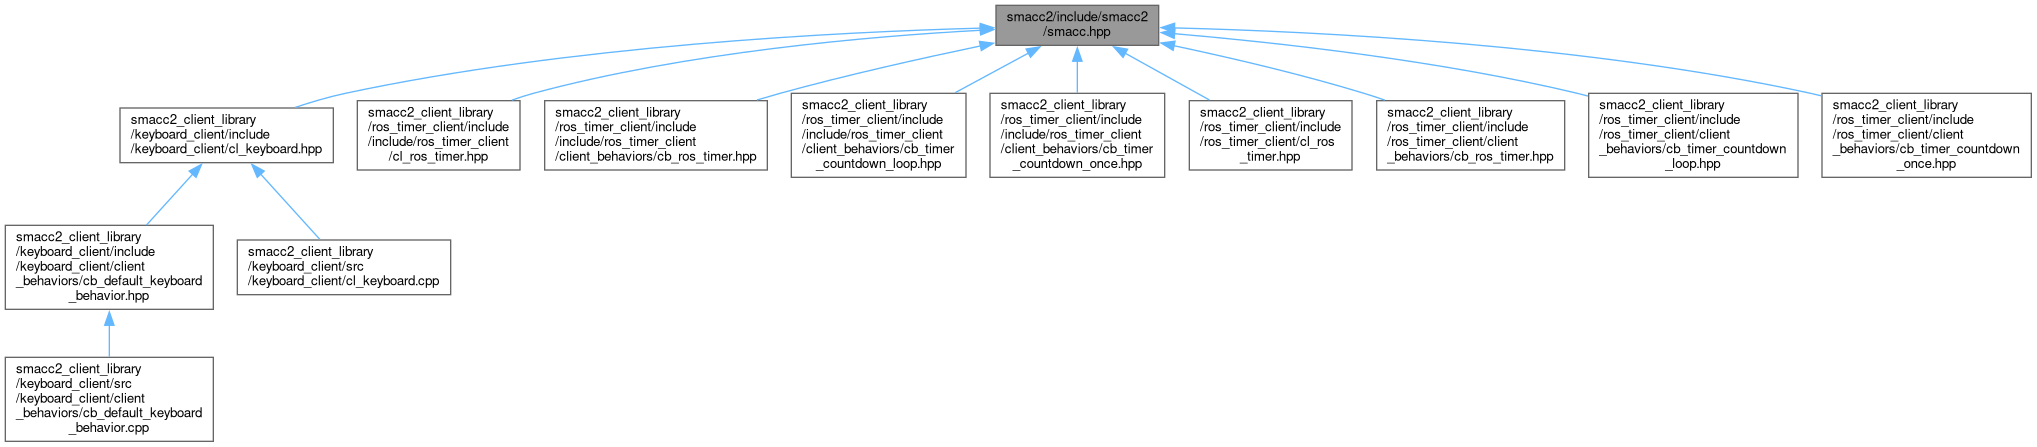 smacc2/include/smacc2
/smacc.hpp
smacc2_client_library
/keyboard_client/include
/keyboard_client/cl_keyboard.hpp
smacc2_client_library
/ros_timer_client/include
/include/ros_timer_client
/cl_ros_timer.hpp
smacc2_client_library
/ros_timer_client/include
/include/ros_timer_client
/client_behaviors/cb_ros_timer.hpp
smacc2_client_library
/ros_timer_client/include
/include/ros_timer_client
/client_behaviors/cb_timer
_countdown_loop.hpp
smacc2_client_library
/ros_timer_client/include
/include/ros_timer_client
/client_behaviors/cb_timer
_countdown_once.hpp
smacc2_client_library
/ros_timer_client/include
/ros_timer_client/cl_ros
_timer.hpp
smacc2_client_library
/ros_timer_client/include
/ros_timer_client/client
_behaviors/cb_ros_timer.hpp
smacc2_client_library
/ros_timer_client/include
/ros_timer_client/client
_behaviors/cb_timer_countdown
_loop.hpp
smacc2_client_library
/ros_timer_client/include
/ros_timer_client/client
_behaviors/cb_timer_countdown
_once.hpp
smacc2_client_library
/keyboard_client/include
/keyboard_client/client
_behaviors/cb_default_keyboard
_behavior.hpp
smacc2_client_library
/keyboard_client/src
/keyboard_client/cl_keyboard.cpp
smacc2_client_library
/keyboard_client/src
/keyboard_client/client
_behaviors/cb_default_keyboard
_behavior.cpp